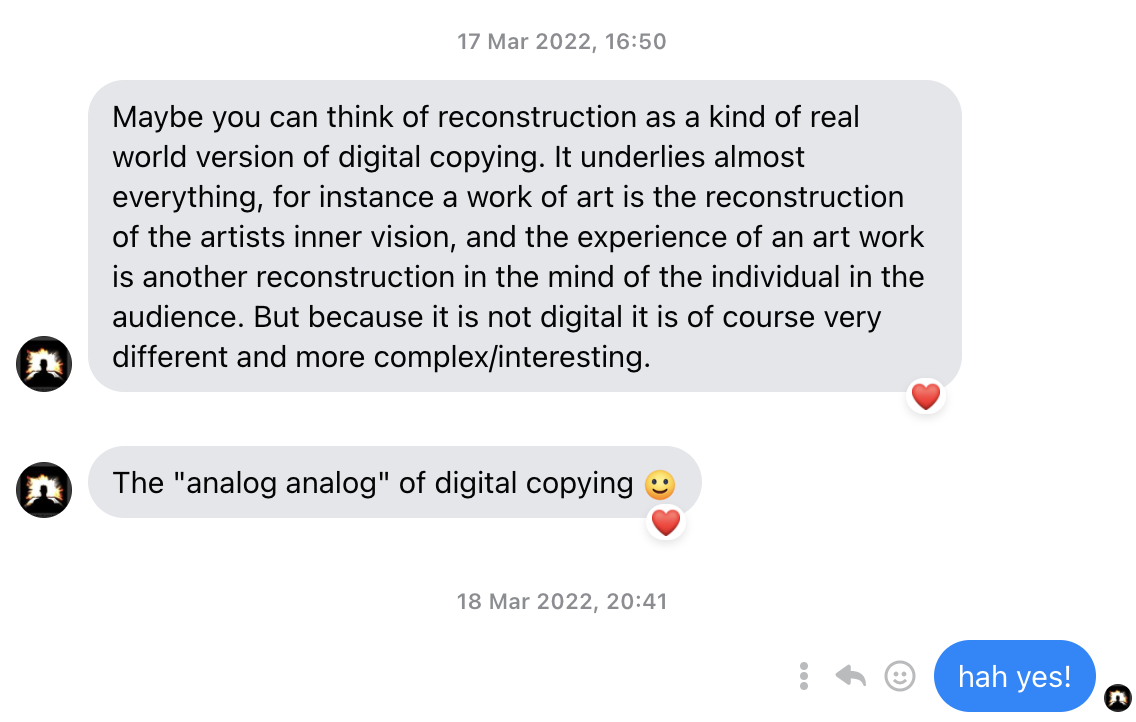 17 Mar 2022, 16:50
Maybe you can think of reconstruction as a kind of real
world version of digital copying. It underlies almost
everything, for instance a work of art is the reconstruction
of the artists inner vision, and the experience of an art work
is another reconstruction in the mind of the individual in the
audience. But because it is not digital it is of course very
different and more complex/interesting.
The "analog analog" of digital copying 🙂
18 Mar 2022, 20:41
hah yes!